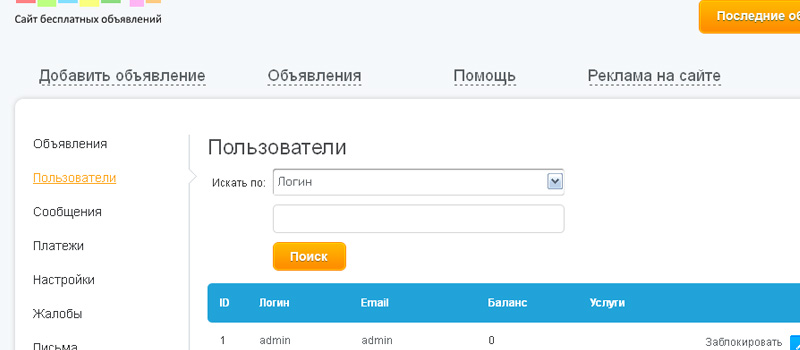 Сайт бесплатных объявлений
Последние об
Добавить объявление Объявления Помощь Реклама на сайте
Объявления
Пользователи
Сообщения
Платежи
Настройки
Жалобы
Письма
Пользователи
Искать по: Логин
Поиск
ID Логин Email Баланс Услуги
1 admin admin 0 Заблокировать